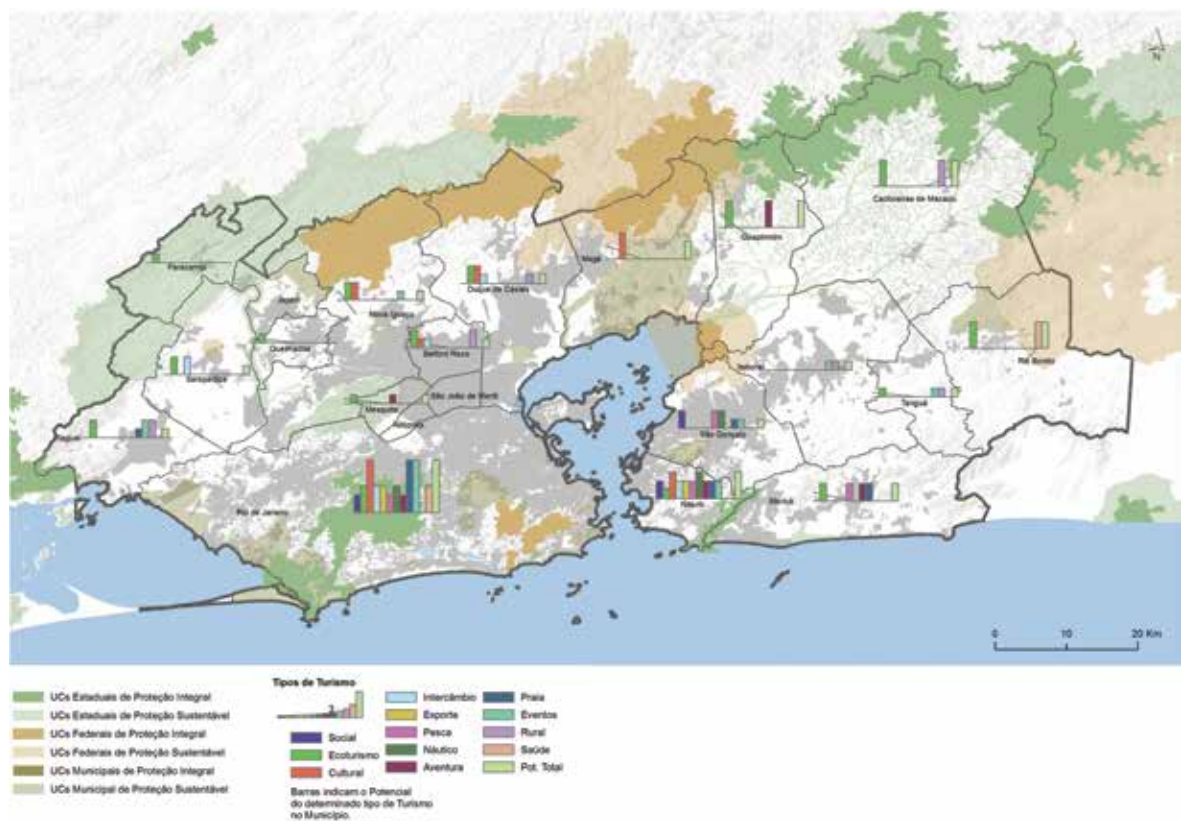 N
Cachoeiras de Macacu
Guapimirim
Magé
Paracambi
Japeri
Duque de Caxias
Nova Iguaçu
Queimados
Belford Roxo
Rio Bonito
Seropédica
Itaboraí
Tanguá
Mesquita
São João de Meriti
Nilópolis
Itaguaí
São Gonçalo
Rio de Janeiro
Niterói
Maricá
0 10 20 Km
UCs Estaduais de Proteção Integral
UCs Estaduais de Proteção Sustentável
UCs Federais de Proteção Integral
UCs Federais de Proteção Sustentável
UCs Municipais de Proteção Integral
UCs Municipal de Proteção Sustentável
Tipos de Turismo
3
Social
Ecoturismo
Cultural
Intercâmbio
Esporte
Pesca
Náutico
Aventura
Praia
Eventos
Rural
Saúde
Pot. Total
Barras indicam o Potencial
do determinado tipo de Turismo
no Município.